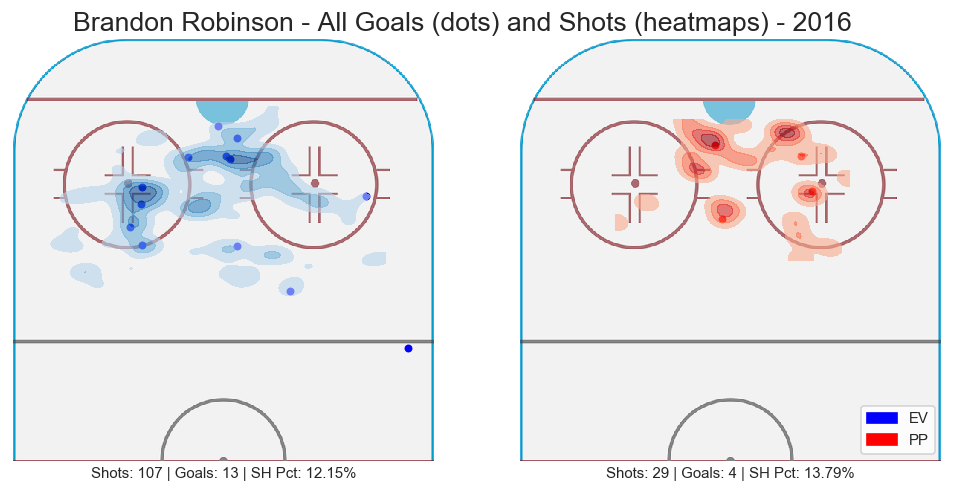 Brandon Robinson - All Goals (dots) and Shots (heatmaps) - 2016
EV
PP
Shots: 107 | Goals: 13 | SH Pct: 12.15%
Shots: 29 | Goals: 4 | SH Pct: 13.79%